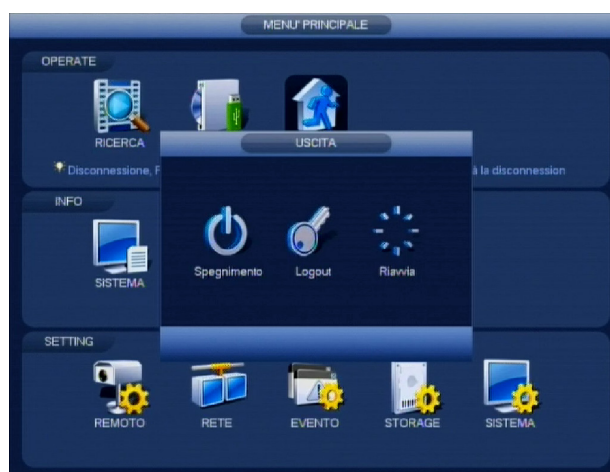 MENU' PRINCIPALE
OPERATE
RICERCA
USCITA
Disconnessione,
à la disconnession
INFO
Spegnimento
Logout
Riavvia
SISTEMA
SETTING
REMOTO
RETE
EVENTO
STORAGE
SISTEMA